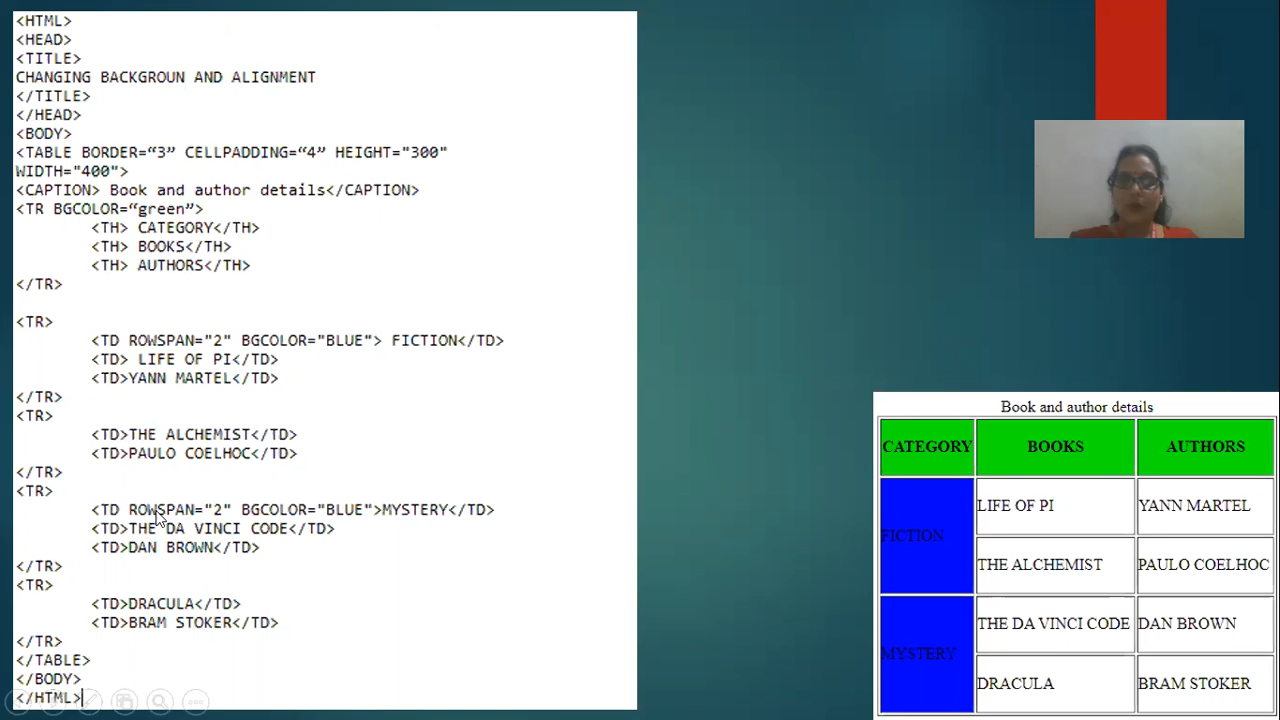 <HTML>
<HEAD>
<TITLE>
CHANGING BACKGROUN AND ALIGNMENT
</TITLE>
</HEAD>
<BODY>
<TABLE BORDER=“3” CELLPADDING=“4” HEIGHT="300"
WIDTH="400">
<CAPTION> Book and author details</CAPTION>
<TR BGCOLOR=“green”>
<TH> CATEGORY</TH>
<TH> BOOKS</TH>
<TH> AUTHORS</TH>
</TR>
<TR>
<TD ROWSPAN="2" BGCOLOR="BLUE"> FICTION</TD>
<TD> LIFE OF PI</TD>
<TD>YANN MARTEL</TD>
</TR>
<TR>
<TD>THE ALCHEMIST</TD>
<TD>PAULO COELHOC</TD>
</TR>
<TR>
<TD ROWSPAN="2" BGCOLOR="BLUE">MYSTERY</TD>
<TD>THE DA VINCI CODE</TD>
<TD>DAN BROWN</TD>
</TR>
<TR>
<TD>DRACULA</TD>
<TD>BRAM STOKER</TD>
</TR>
</TABLE>
</BODY>
</HTML>
Book and author details
CATEGORY BOOKS AUTHORS
FICTION
LIFE OF PI YANN MARTEL
THE ALCHEMIST PAULO COELHOC
MYSTERY
THE DA VINCI CODE DAN BROWN
DRACULA BRAM STOKER